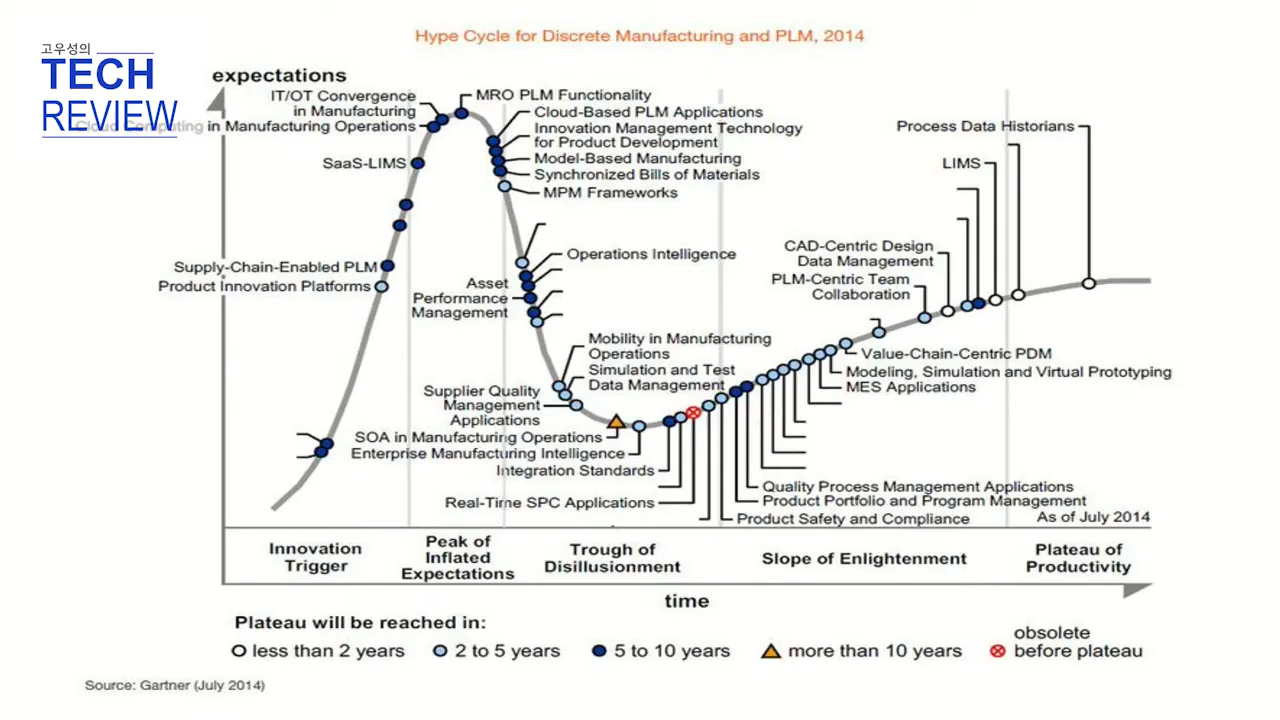 Hype Cycle for Discrete Manufacturing and PLM, 2014
고우성의
TECH
REVIEW
expectations
IT/OT Convergence
in Manufacturing
Cloud Computing in Manufacturing Operations
SaaS-LIMS
Supply-Chain-Enabled PLM
Product Innovation Platforms
MRO PLM Functionality
Cloud-Based PLM Applications
Innovation Management Technology
for Product Development
Model-Based Manufacturing
Synchronized Bills of Materials
MPM Frameworks
Operations Intelligence
Asset
Performance
Management
Mobility in Manufacturing
Operations
Simulation and Test
Data Management
Supplier Quality
Management
Applications
SOA in Manufacturing Operations
Enterprise Manufacturing Intelligence
Integration Standards
Real-Time SPC Applications
Process Data Historians
LIMS
CAD-Centric Design
Data Management
PLM-Centric Team
Collaboration
Value-Chain-Centric PDM
Modeling, Simulation and Virtual Prototyping
MES Applications
Quality Process Management Applications
Product Portfolio and Program Management
Product Safety and Compliance
As of July 2014
Innovation
Trigger
Peak of
Inflated
Expectations
Trough of
Disillusionment
Slope of Enlightenment
Plateau of
Productivity
time
Plateau will be reached in:
less than 2 years
2 to 5 years
5 to 10 years
more than 10 years
obsolete
before plateau
Source: Gartner (July 2014)